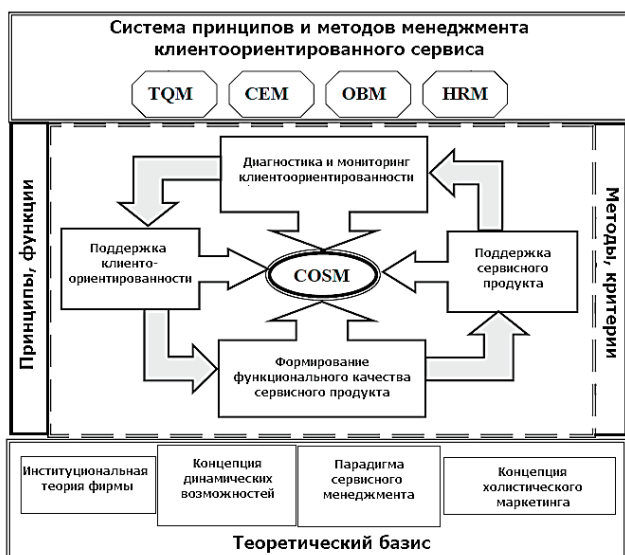 Система принципов и методов менеджмента
клиентоориентированного сервиса
TQM
CEM
OBM
HRM
Принципы, функции
Диагностика и мониторинг
клиентоориентированности
Поддержка
клиенто-
ориентированности
COSM
Поддержка
сервисного
продукта
Формирование
функционального качества
сервисного продукта
Методы, критерии
Институциональная
теория фирмы
Концепция
динамических
возможностей
Парадигма
сервисного
менеджмента
Концепция
холистического
маркетинга
Теоретический базис